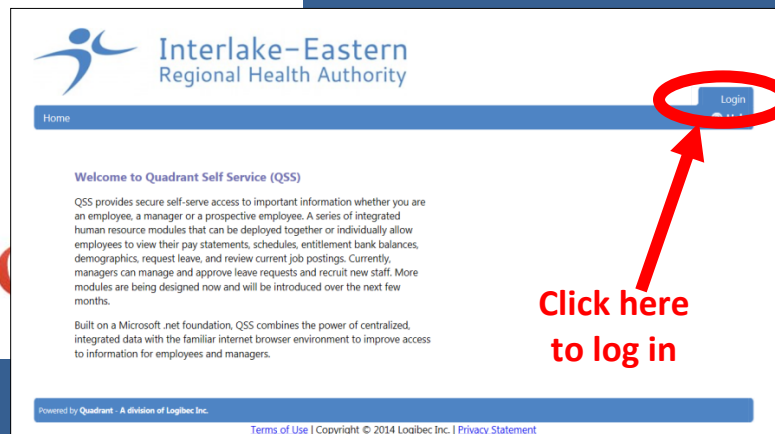 Interlake-Eastern
Regional Health Authority
Login
Home
Welcome to Quadrant Self Service (QSS)
QSS provides secure self-serve access to important information whether you are
an employee, a manager or a prospective employee. A series of integrated
human resource modules that can be deployed together or individually allow
employees to view their pay statements, schedules, entitlement bank balances,
demographics, request leave, and review current job postings. Currently,
managers can manage and approve leave requests and recruit new staff. More
modules are being designed now and will be introduced over the next few
months.
Built on a Microsoft .net foundation, QSS combines the power of centralized,
integrated data with the familiar internet browser environment to improve access
to information for employees and managers.
Click here
to log in
Powered by Quadrant - A division of Logibec Inc.
Terms of Use | Copyright © 2014 Logibec Inc. | Privacy Statement